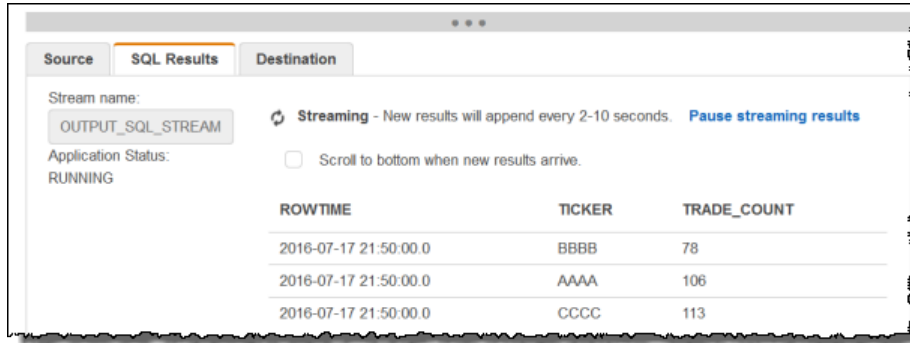 Source SQL Results Destination
Stream name:
OUTPUT_SQL_STREAM
Application Status:
RUNNING
Streaming - New results will append every 2-10 seconds. Pause streaming results
Scroll to bottom when new results arrive.
ROWTIME TICKER TRADE_COUNT
2016-07-17 21:50:00.0 BBBB 78
2016-07-17 21:50:00.0 AAAA 106
2016-07-17 21:50:00.0 CCCC 113